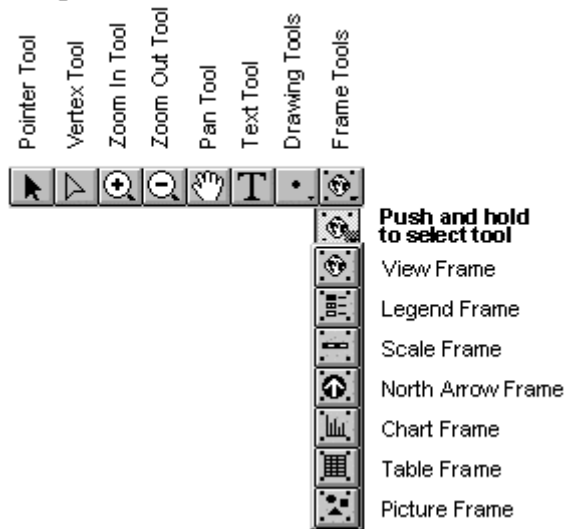 Pointer Tool
Vertex Tool
Zoom In Tool
Zoom Out Tool
Pan Tool
Text Tool
Drawing Tools
Frame Tools
T
Push and hold
to select tool
View Frame
Legend Frame
Scale Frame
North Arrow Frame
Chart Frame
Table Frame
Picture Frame